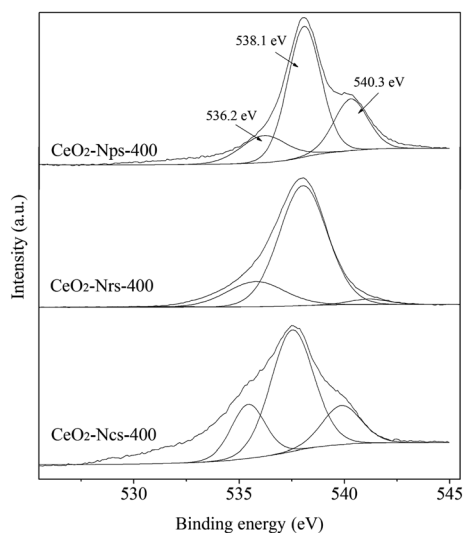 538.1 eV
540.3 eV
536.2 eV
CeO2-Nps-400
CeO2-Nrs-400
CeO2-Ncs-400
Intensity (a.u.)
530 535 540 545
Binding energy (eV)